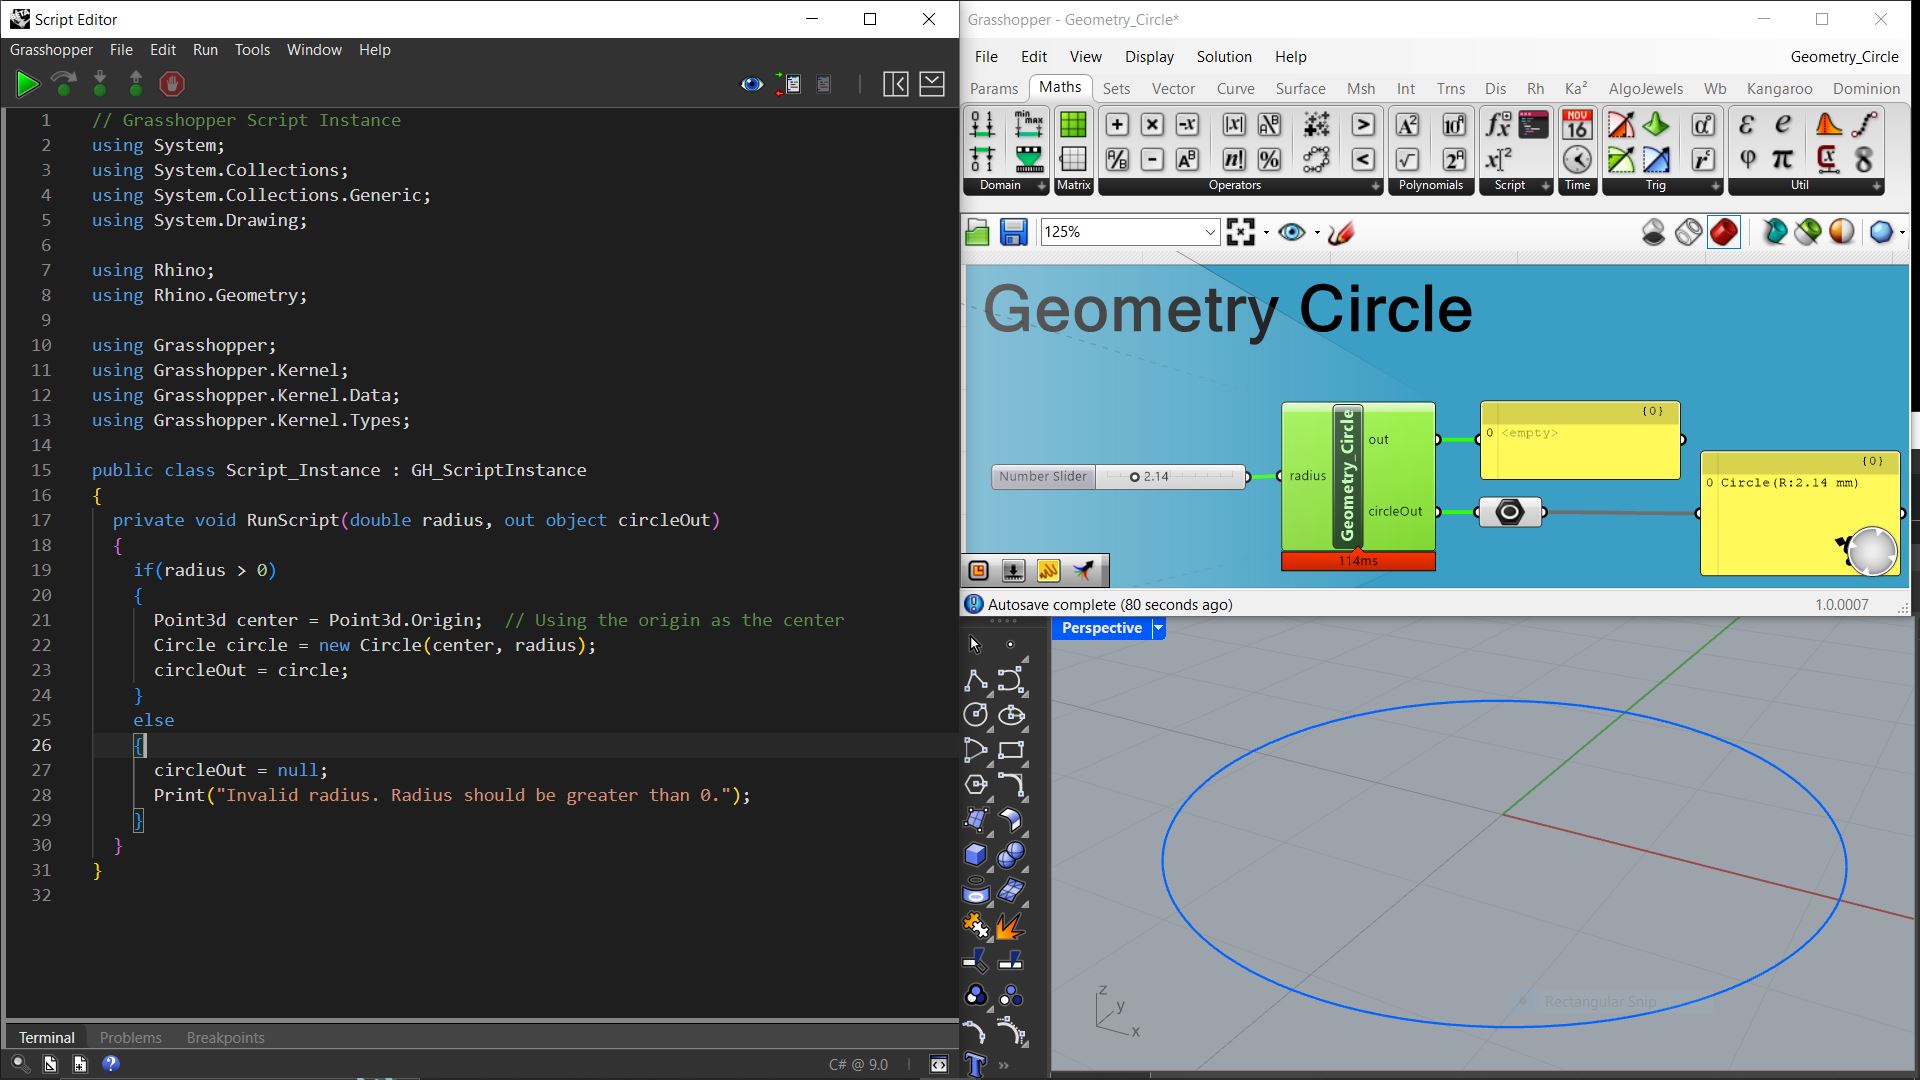 Script Editor
Grasshopper File Edit Run Tools Window Help
1 // Grasshopper Script Instance
2 using System;
3 using System.Collections;
4 using System.Collections.Generic;
5 using System.Drawing;
6
7 using Rhino;
8 using Rhino.Geometry;
9
10 using Grasshopper;
11 using Grasshopper.Kernel;
12 using Grasshopper.Kernel.Data;
13 using Grasshopper.Kernel.Types;
14
15 public class Script_Instance : GH_ScriptInstance
16 {
17 private void RunScript(double radius, out object circleOut)
18 {
19 if(radius > 0)
20 {
21 Point3d center = Point3d.Origin;  // Using the origin as the center
22 Circle circle = new Circle(center, radius);
23 circleOut = circle;
24 }
25 else
26 {
27 circleOut = null;
28 Print("Invalid radius. Radius should be greater than 0.");
29 }
30 }
31 }
32
Terminal Problems Breakpoints
C# @ 9.0
Grasshopper - Geometry_Circle*
File Edit View Display Solution Help Geometry_Circle
Params Maths Sets Vector Curve Surface Msh Int Trns Dis Rh Ka² AlgoJewels Wb Kangaroo Dominion
Domain Matrix Operators Polynomials Script Time Trig Util
NOV
16
125%
Geometry Circle
Number Slider 2.14
radius
Geometry_Circle
out
circleOut
114ms
{0}
0 <empty>
{0}
0 Circle(R:2.14 mm)
Autosave complete (80 seconds ago) 1.0.0007
Perspective
Rectangular Snip
z
y
x